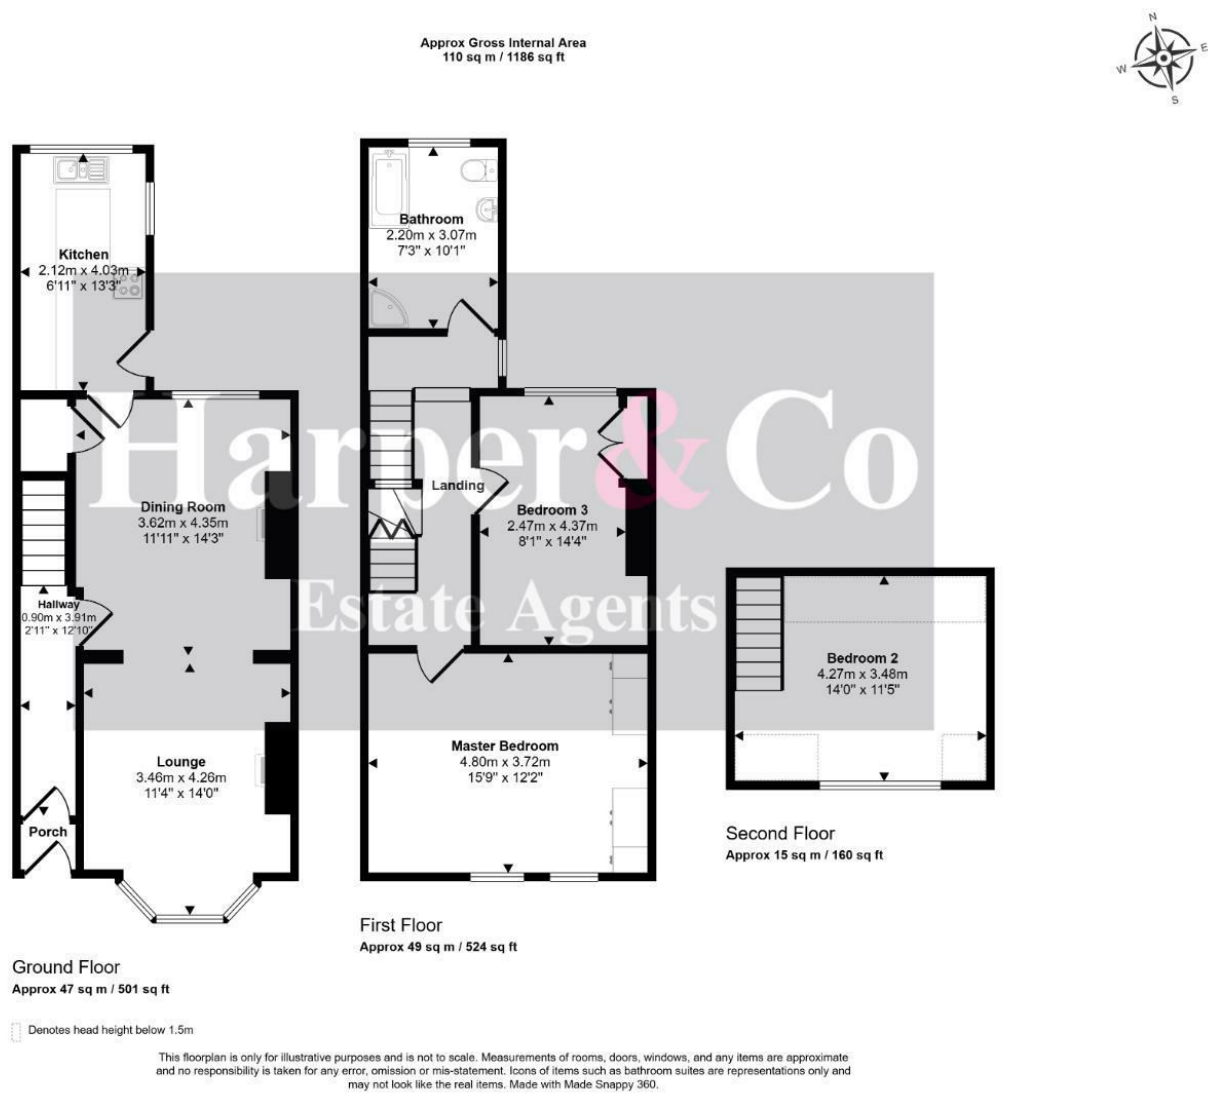 Approx Gross Internal Area
110 sq m / 1186 sq ft
N
E
W
S
Kitchen
2.12m x 4.03m
6'11" x 13'3"
Bathroom
2.20m x 3.07m
7'3" x 10'1"
Harper&Co
Estate Agents
Dining Room
3.62m x 4.35m
11'11" x 14'3"
Landing
Bedroom 3
2.47m x 4.37m
8'1" x 14'4"
Hallway
0.90m x 3.91m
2'11" x 12'10"
Bedroom 2
4.27m x 3.48m
14'0" x 11'5"
Lounge
3.46m x 4.26m
11'4" x 14'0"
Master Bedroom
4.80m x 3.72m
15'9" x 12'2"
Porch
Second Floor
Approx 15 sq m / 160 sq ft
First Floor
Approx 49 sq m / 524 sq ft
Ground Floor
Approx 47 sq m / 501 sq ft
Denotes head height below 1.5m
This floorplan is only for illustrative purposes and is not to scale. Measurements of rooms, doors, windows, and any items are approximate
and no responsibility is taken for any error, omission or mis-statement. Icons of items such as bathroom suites are representations only and
may not look like the real items. Made with Made Snappy 360.